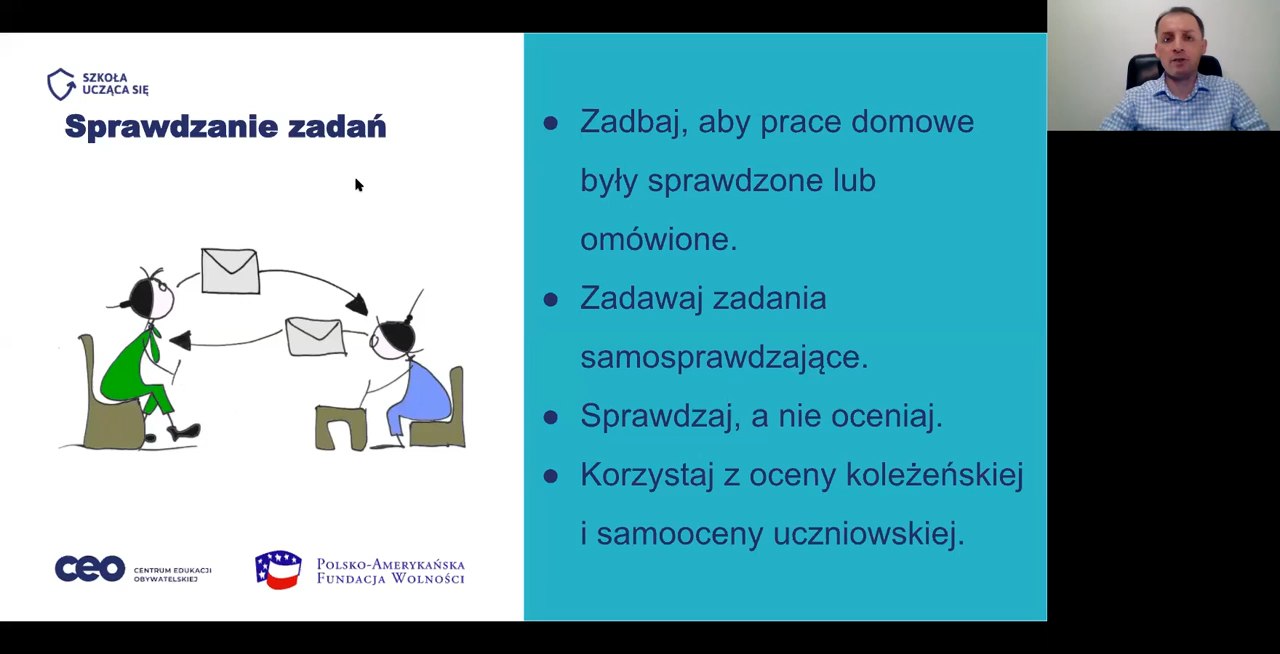 SZKOŁA
UCZĄCA SIĘ
Sprawdzanie zadań
● Zadbaj, aby prace domowe
były sprawdzone lub
omówione.
● Zadawaj zadania
samosprawdzające.
● Sprawdzaj, a nie oceniaj.
● Korzystaj z oceny koleżeńskiej
i samooceny uczniowskiej.
ceo CENTRUM EDUKACJI
OBYWATELSKIEJ
POLSKO-AMERYKAŃSKA
FUNDACJA WOLNOŚCI